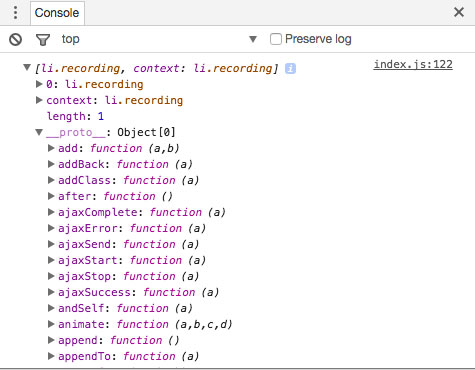 Console
top
Preserve log
[li.recording, context: li.recording] i
index.js:122
0: li.recording
context: li.recording
length: 1
__proto__: Object[0]
add: function (a,b)
addBack: function (a)
addClass: function (a)
after: function ()
ajaxComplete: function (a)
ajaxError: function (a)
ajaxSend: function (a)
ajaxStart: function (a)
ajaxStop: function (a)
ajaxSuccess: function (a)
andSelf: function (a)
animate: function (a,b,c,d)
append: function ()
appendTo: function (a)